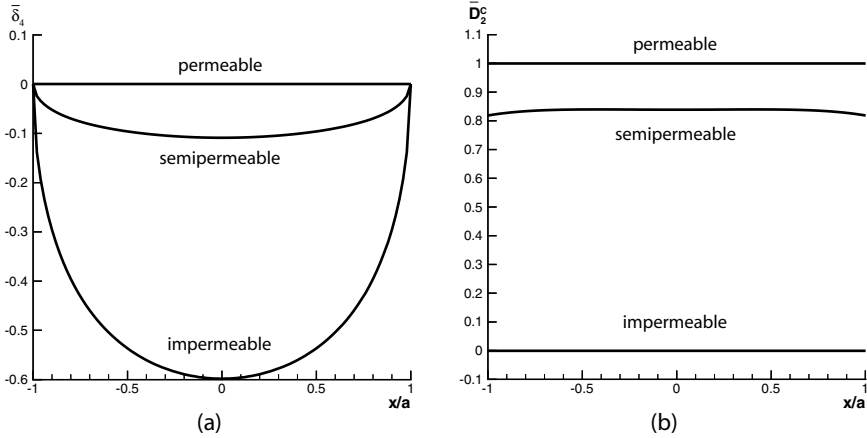 δ̄₄
0.1
permeable
0
-0.1
semipermeable
-0.2
-0.3
-0.4
-0.5
impermeable
-0.6
-1 -0.5 0 0.5 1
x/a
(a)
D̄₂ᶜ
1.1
permeable
1
0.9
0.8
semipermeable
0.7
0.6
0.5
0.4
0.3
0.2
impermeable
0.1
0
-0.1
-1 -0.5 0 0.5 1
x/a
(b)